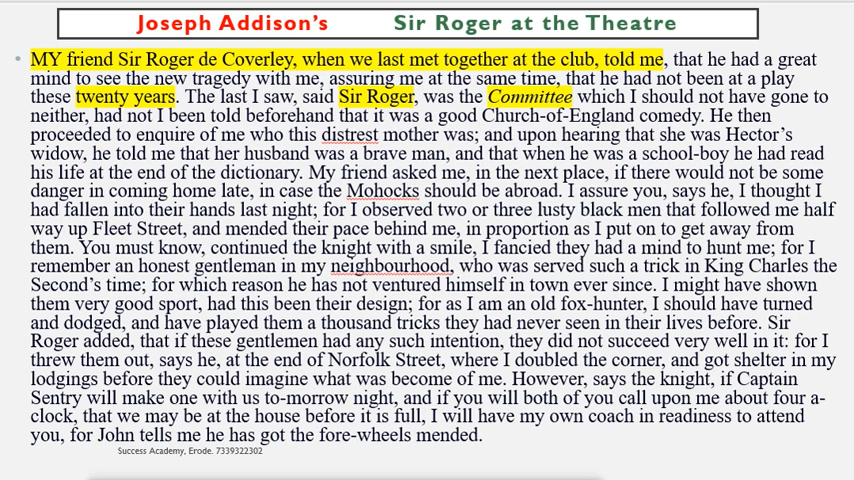 Joseph Addison's Sir Roger at the Theatre
• MY friend Sir Roger de Coverley, when we last met together at the club, told me, that he had a great
mind to see the new tragedy with me, assuring me at the same time, that he had not been at a play
these twenty years. The last I saw, said Sir Roger, was the Committee which I should not have gone to
neither, had not I been told beforehand that it was a good Church-of-England comedy. He then
proceeded to enquire of me who this distrest mother was; and upon hearing that she was Hector's
widow, he told me that her husband was a brave man, and that when he was a school-boy he had read
his life at the end of the dictionary. My friend asked me, in the next place, if there would not be some
danger in coming home late, in case the Mohocks should be abroad. I assure you, says he, I thought I
had fallen into their hands last night; for I observed two or three lusty black men that followed me half
way up Fleet Street, and mended their pace behind me, in proportion as I put on to get away from
them. You must know, continued the knight with a smile, I fancied they had a mind to hunt me; for I
remember an honest gentleman in my neighbourhood, who was served such a trick in King Charles the
Second's time; for which reason he has not ventured himself in town ever since. I might have shown
them very good sport, had this been their design; for as I am an old fox-hunter, I should have turned
and dodged, and have played them a thousand tricks they had never seen in their lives before. Sir
Roger added, that if these gentlemen had any such intention, they did not succeed very well in it: for I
threw them out, says he, at the end of Norfolk Street, where I doubled the corner, and got shelter in my
lodgings before they could imagine what was become of me. However, says the knight, if Captain
Sentry will make one with us to-morrow night, and if you will both of you call upon me about four a-
clock, that we may be at the house before it is full, I will have my own coach in readiness to attend
you, for John tells me he has got the fore-wheels mended.
Success Academy, Erode. 7339322302